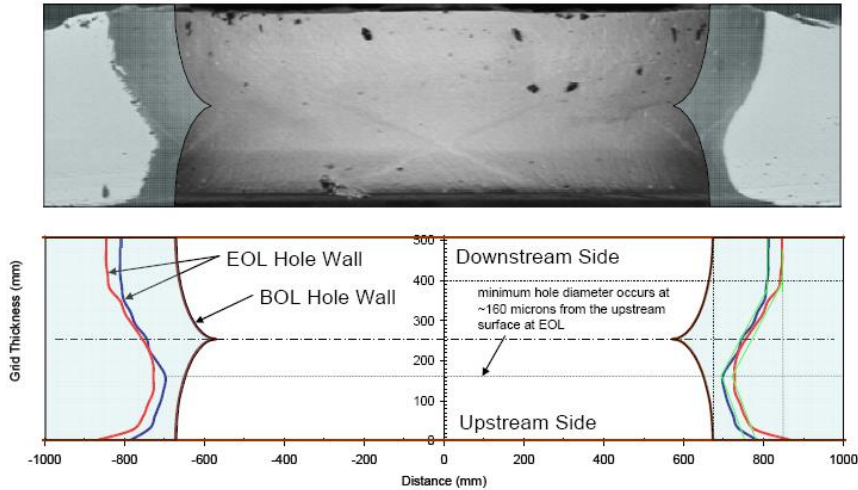 500
400
300
200
100
0
Grid Thickness (mm)
EOL Hole Wall
BOL Hole Wall
Downstream Side
minimum hole diameter occurs at
~160 microns from the upstream
surface at EOL
Upstream Side
-1000 -800 -600 -400 -200 0 200 400 600 800 1000
Distance (mm)